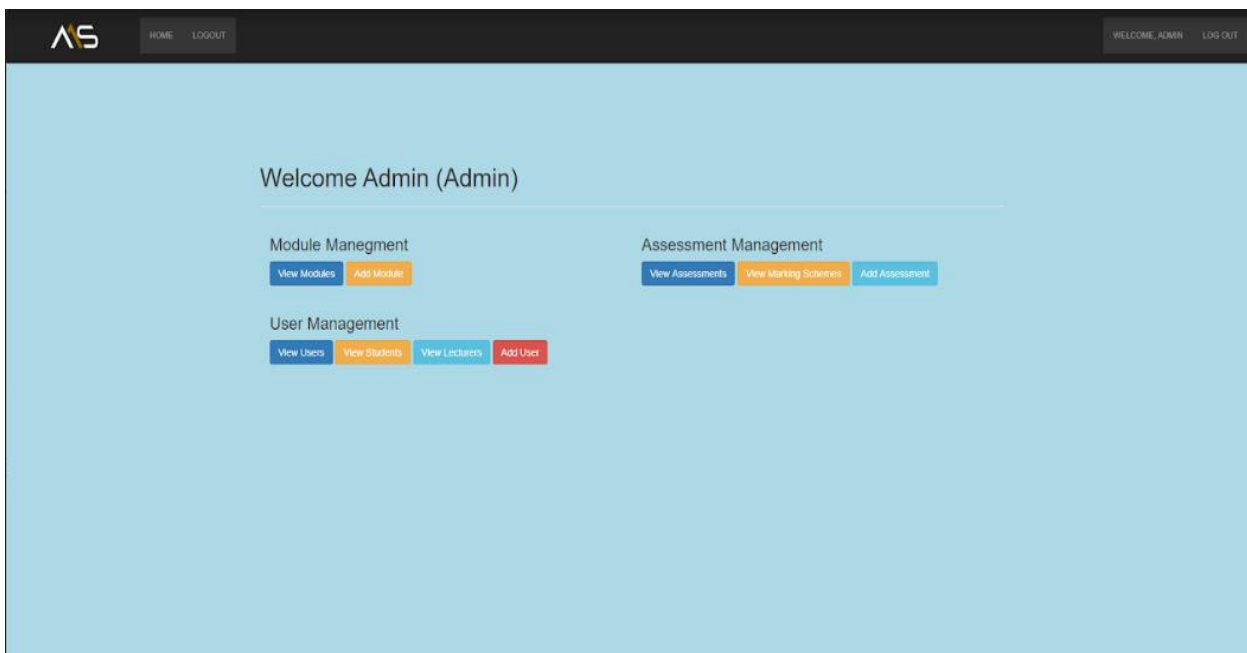 AAS HOME LOGOUT WELCOME, ADMIN LOG OUT
Welcome Admin (Admin)
Module Manegment
View Modules Add Module
Assessment Management
View Assessments View Marking Schemes Add Assessment
User Management
View Users View Students View Lecturers Add User